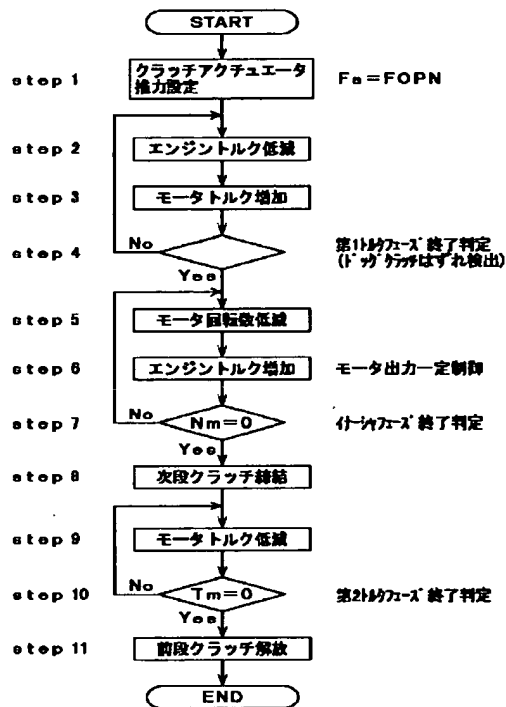 START
step 1
クラッチアクチュエータ
推力設定
Fa=FOPN
step 2
エンジントルク低減
step 3
モータトルク増加
step 4
No
第1トルクフェーズ終了判定
(ドッグクラッチはずれ検出)
Yes
step 5
モータ回転数低減
step 6
エンジントルク増加
モータ出力一定制御
step 7
No
Nm=0
イナーシャフェーズ終了判定
Yes
step 8
次段クラッチ締結
step 9
モータトルク低減
step 10
No
Tm=0
第2トルクフェーズ終了判定
Yes
step 11
前段クラッチ解放
END